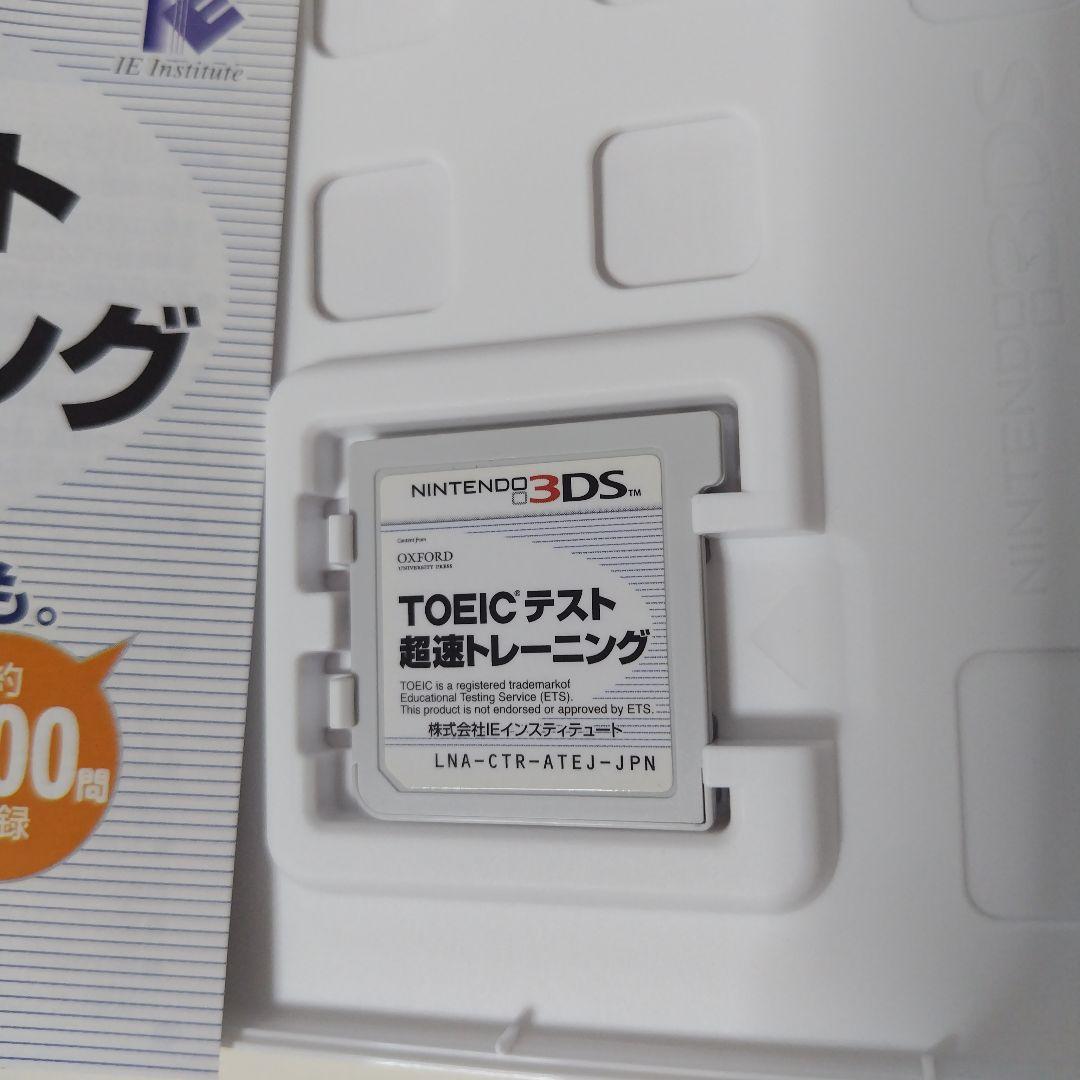 IE Institute
ト
ング
も。
約
00問
録
NINTENDO 3DS™
Content from
OXFORD
UNIVERSITY PRESS
TOEIC® テスト
超速トレーニング
TOEIC is a registered trademarkof
Educational Testing Service (ETS).
This product is not endorsed or approved by ETS.
株式会社IEインスティテュート
LNA-CTR-ATEJ-JPN
NINTENDO 3DS